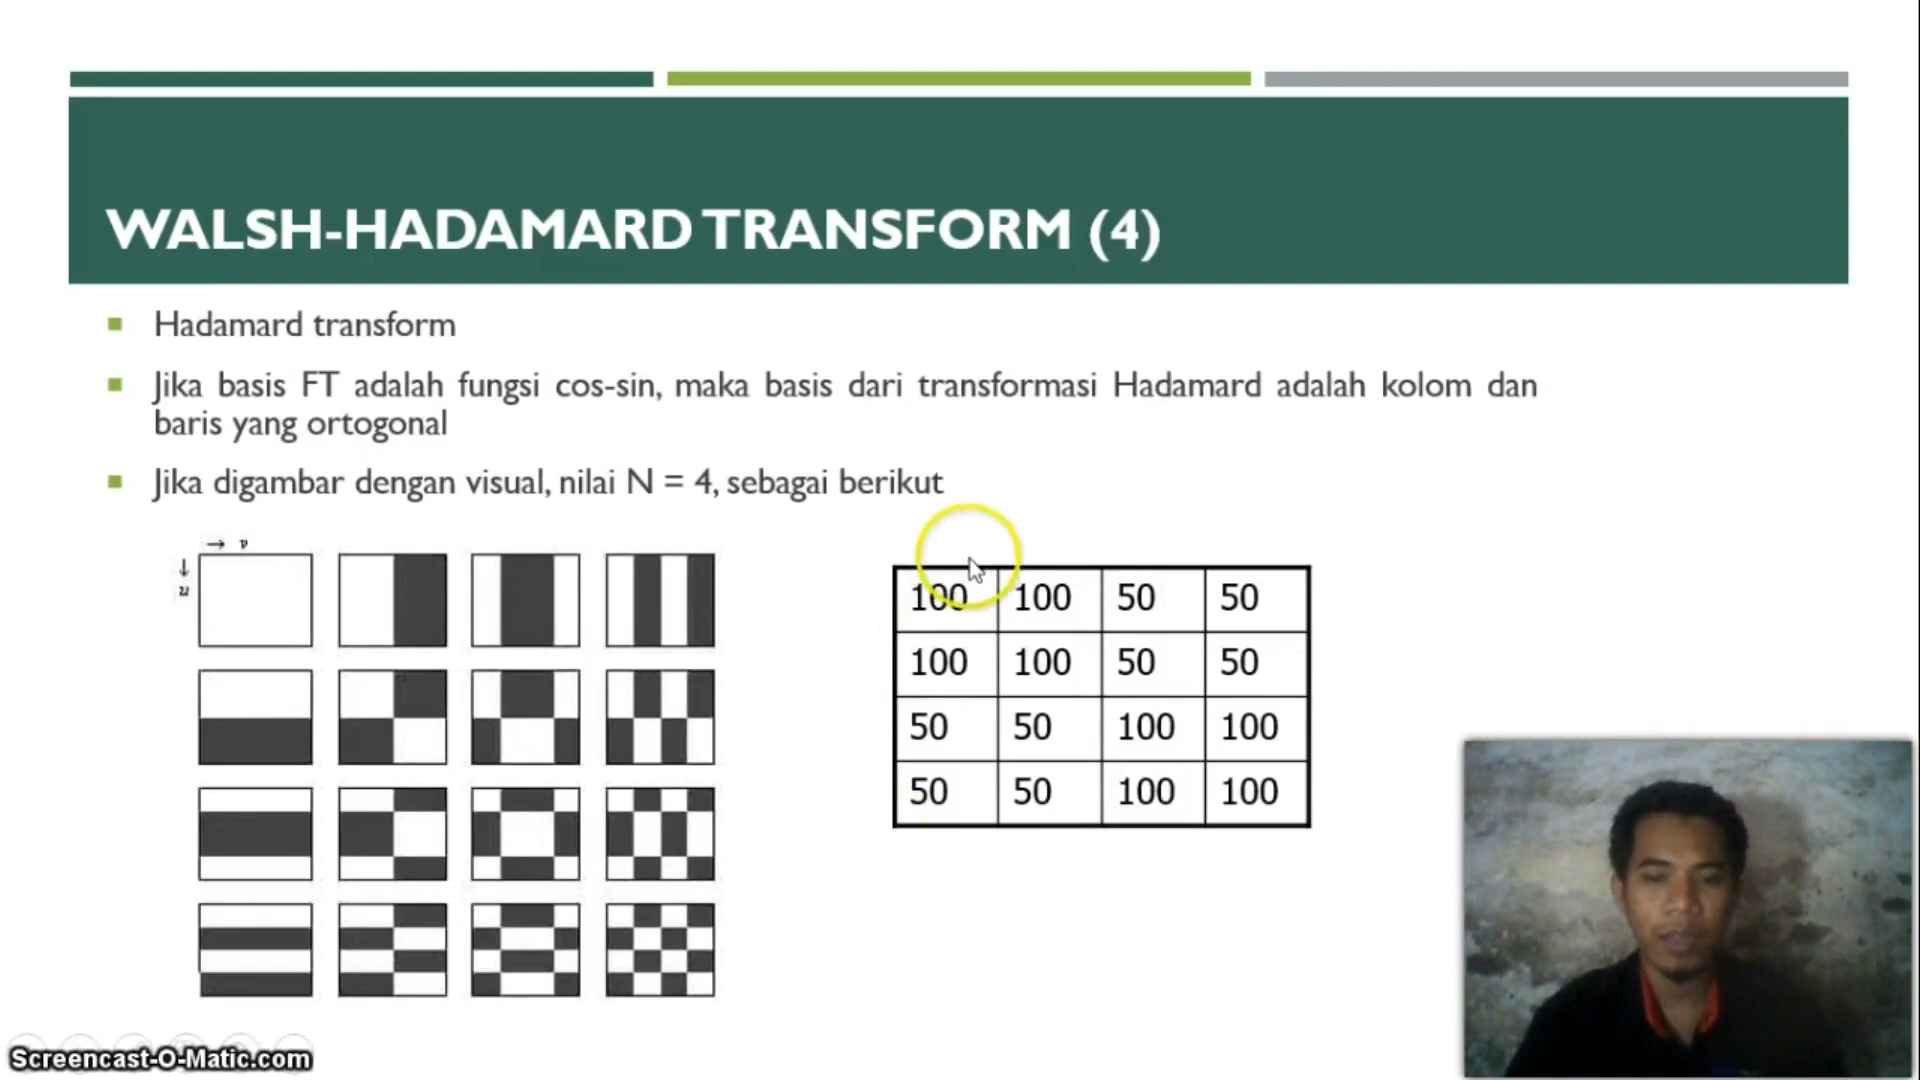 WALSH-HADAMARD TRANSFORM (4)
Hadamard transform
Jika basis FT adalah fungsi cos-sin, maka basis dari transformasi Hadamard adalah kolom dan
baris yang ortogonal
Jika digambar dengan visual, nilai N = 4, sebagai berikut
→ v
↓
u
100 100 50 50
100 100 50 50
50 50 100 100
50 50 100 100
Screencast-O-Matic.com